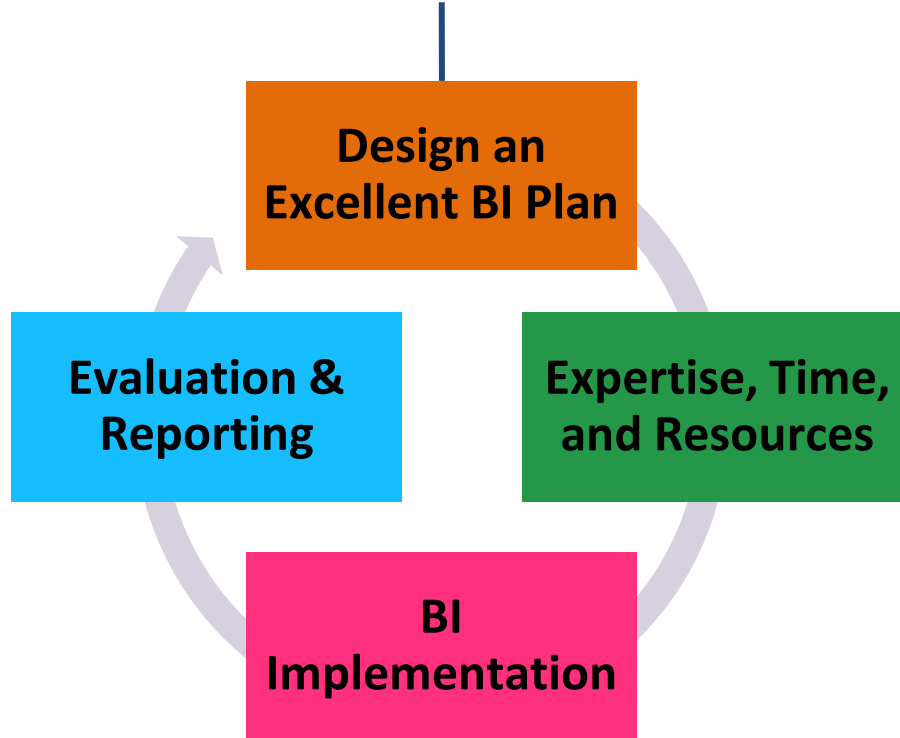 Design an
Excellent BI Plan
Evaluation &
Reporting
Expertise, Time,
and Resources
BI
Implementation